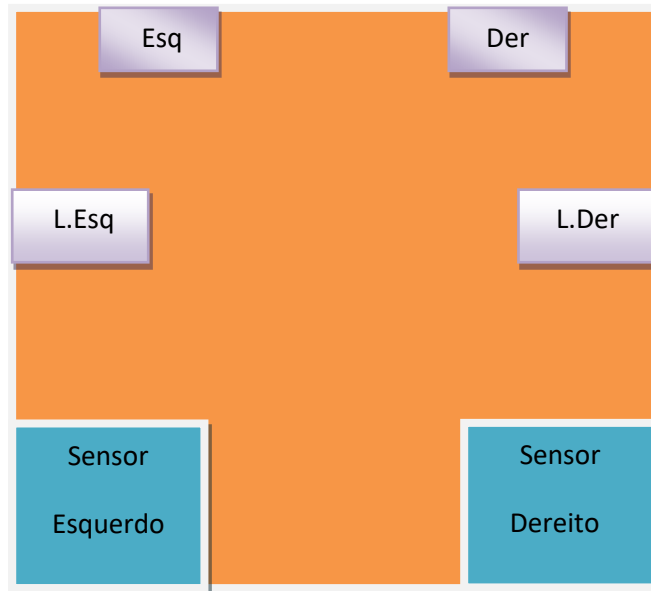 Esq
Der
L.Esq
L.Der
Sensor
Esquerdo
Sensor
Dereito